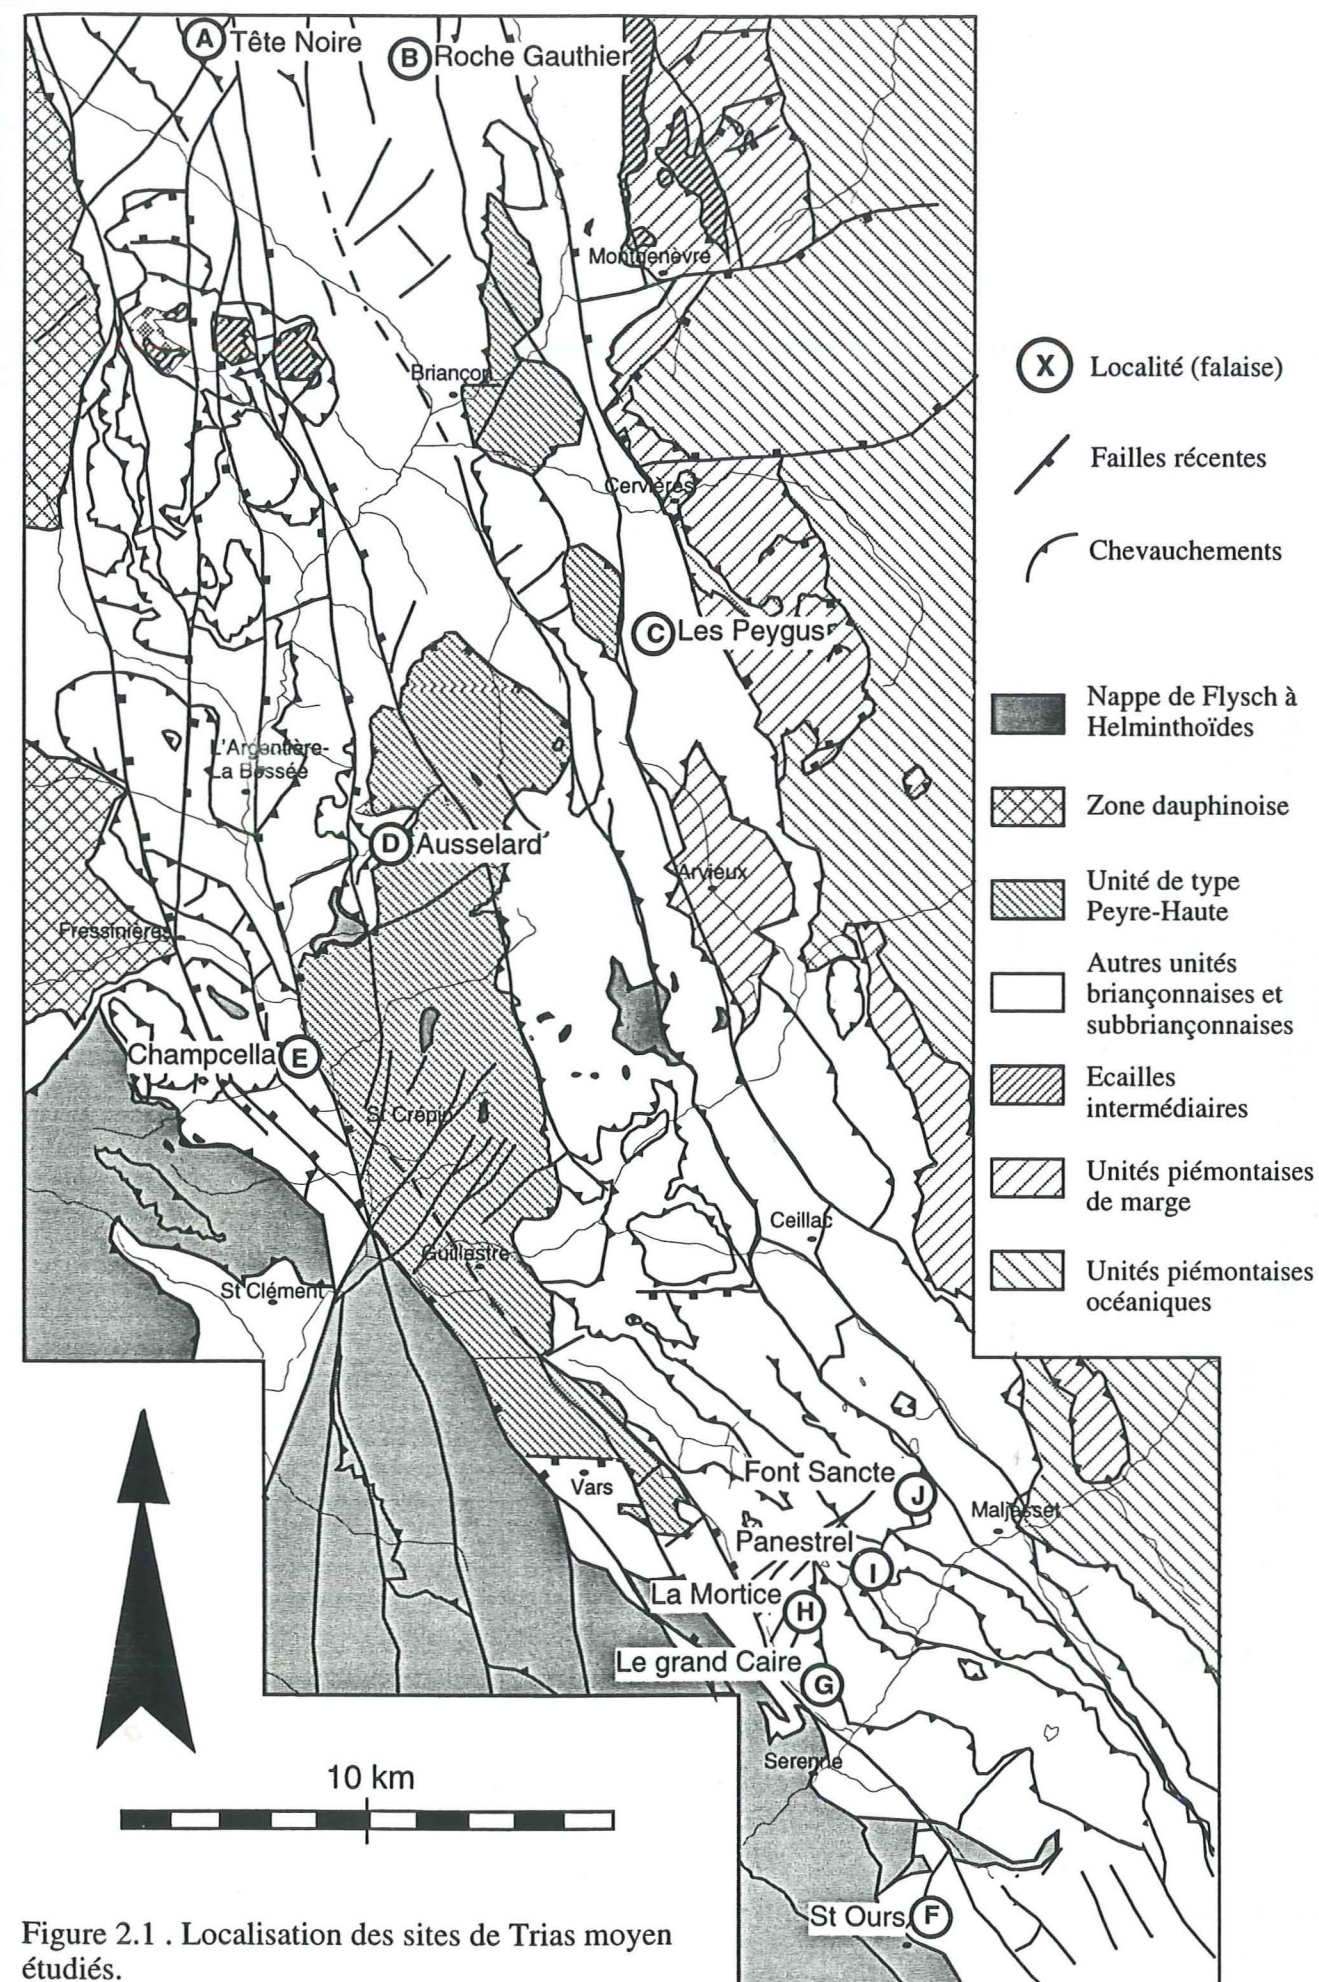 A Tête Noire
B Roche Gauthier
Montgenèvre
Briançon
Cervières
C Les Peygus
L'Argentière-
La Bessée
D Ausselard
Arvieux
Fressinières
Champcella E
St Crépin
Ceillac
Guillestre
St Clément
Font Sancte J
Vars
Maljasset
Panestrel I
La Mortice H
Le grand Caire G
Serenne
St Ours F
X Localité (falaise)
Failles récentes
Chevauchements
Nappe de Flysch à
Helminthoïdes
Zone dauphinoise
Unité de type
Peyre-Haute
Autres unités
briançonnaises et
subbriançonnaises
Ecailles
intermédiaires
Unités piémontaises
de marge
Unités piémontaises
océaniques
10 km
Figure 2.1 . Localisation des sites de Trias moyen
étudiés.